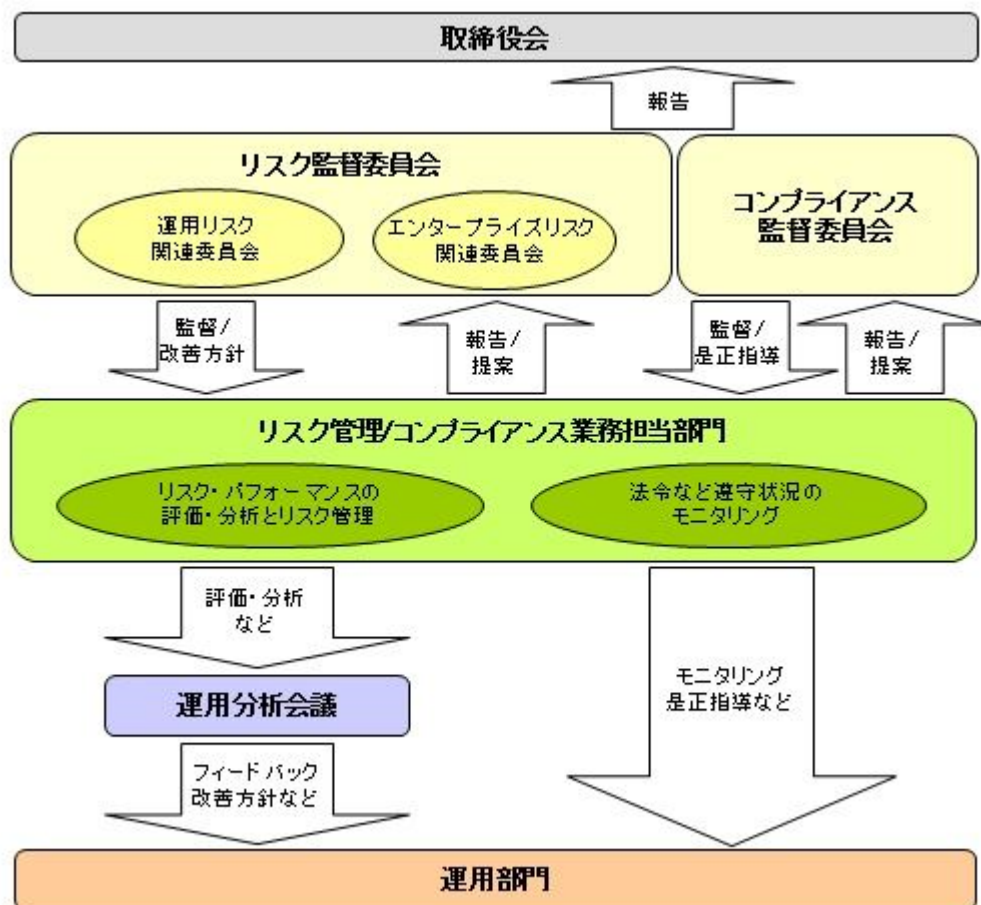 取締役会
報告
リスク監督委員会
運用リスク
関連委員会
エンタープライズリスク
関連委員会
コンプライアンス
監督委員会
監督/
改善方針
報告/
提案
監督/
是正指導
報告/
提案
リスク管理/コンプライアンス業務担当部門
リスク・パフォーマンスの
評価・分析とリスク管理
法令など遵守状況の
モニタリング
評価・分析
など
運用分析会議
モニタリング
是正指導など
フィードバック
改善方針など
運用部門